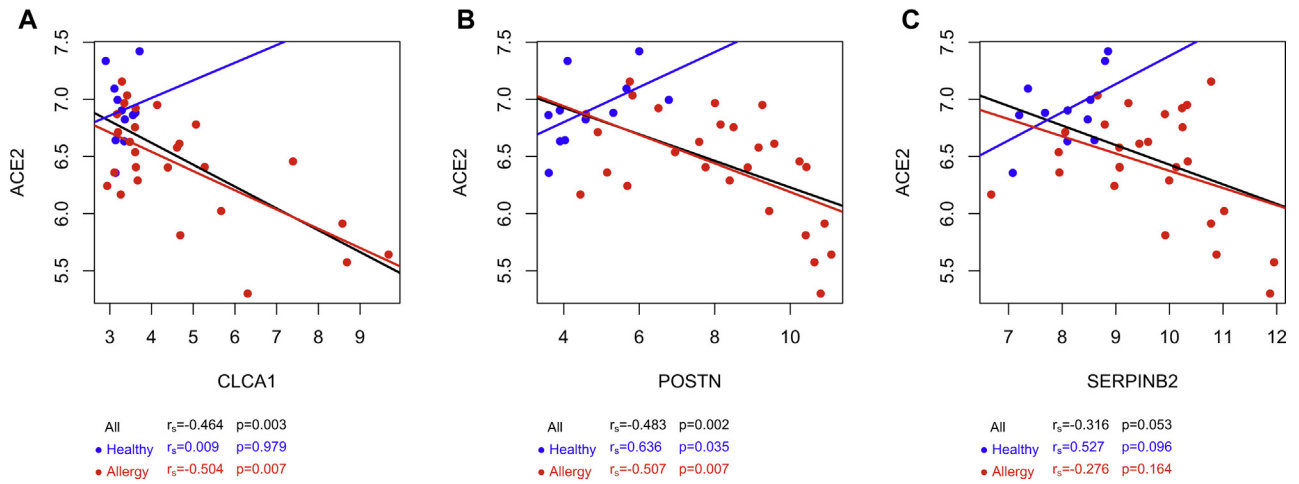 A
ACE2
7.5
7.0
6.5
6.0
5.5
3 4 5 6 7 8 9
CLCA1
All rs=-0.464 p=0.003
Healthy rs=0.009 p=0.979
Allergy rs=-0.504 p=0.007
B
ACE2
7.5
7.0
6.5
6.0
5.5
4 6 8 10
POSTN
All rs=-0.483 p=0.002
Healthy rs=0.636 p=0.035
Allergy rs=-0.507 p=0.007
C
ACE2
7.5
7.0
6.5
6.0
5.5
7 8 9 10 11 12
SERPINB2
All rs=-0.316 p=0.053
Healthy rs=0.527 p=0.096
Allergy rs=-0.276 p=0.164